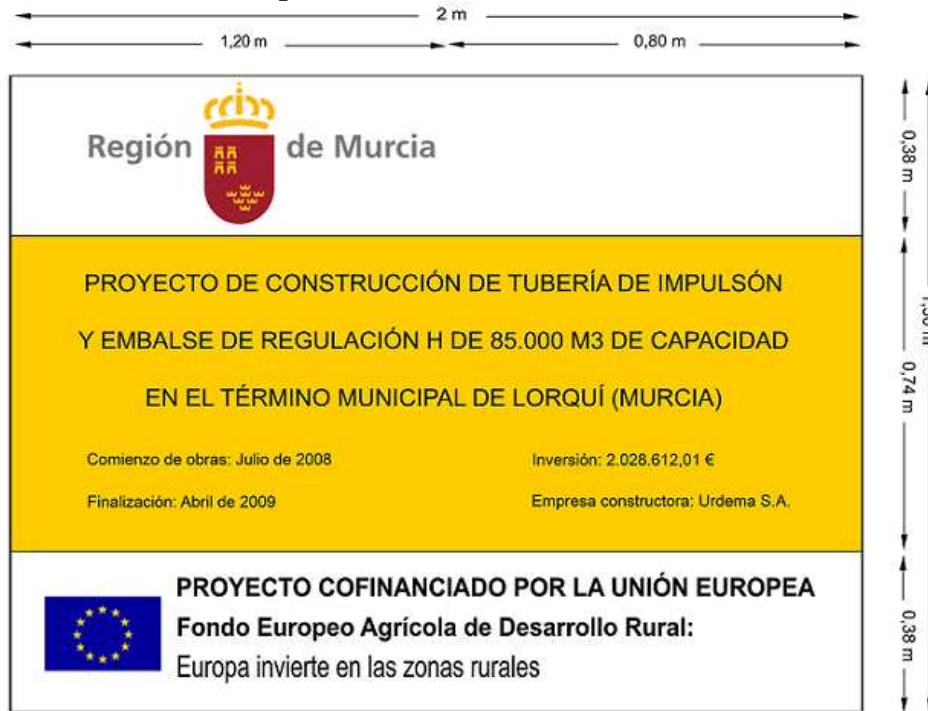 2 m
1,20 m
0,80 m
Región de Murcia
0,38 m
PROYECTO DE CONSTRUCCIÓN DE TUBERÍA DE IMPULSÓN
Y EMBALSE DE REGULACIÓN H DE 85.000 M3 DE CAPACIDAD
EN EL TÉRMINO MUNICIPAL DE LORQUÍ (MURCIA)
0,74 m
Comienzo de obras: Julio de 2008
Inversión: 2.028.612,01 €
Finalización: Abril de 2009
Empresa constructora: Urdema S.A.
PROYECTO COFINANCIADO POR LA UNIÓN EUROPEA
Fondo Europeo Agrícola de Desarrollo Rural:
Europa invierte en las zonas rurales
0,38 m